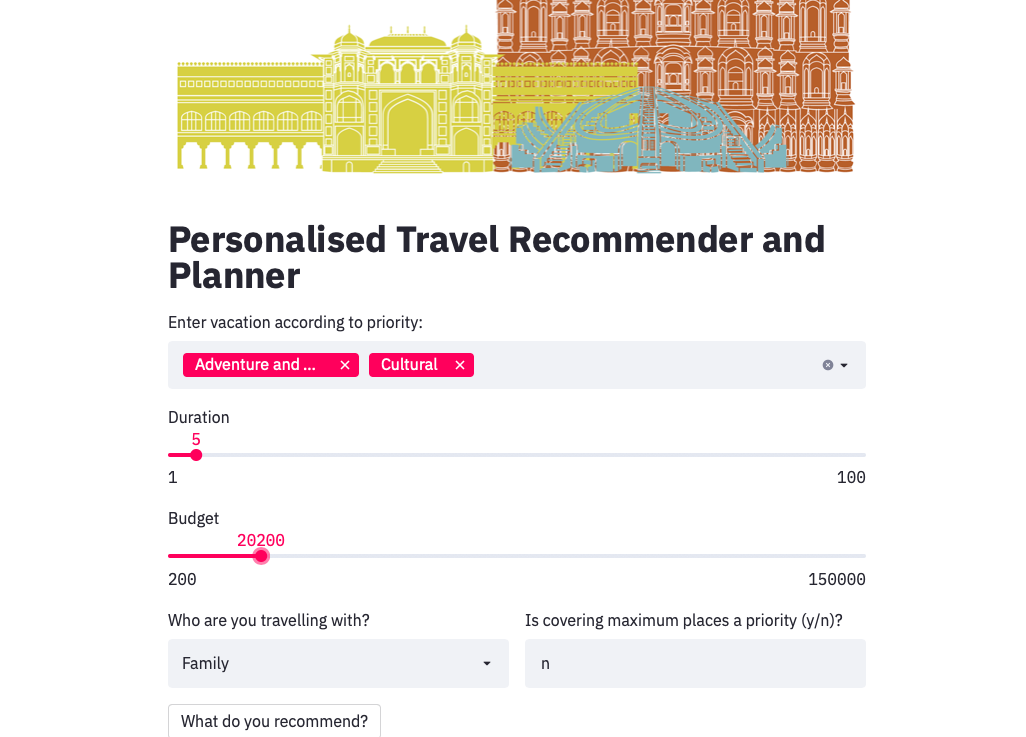 Personalised Travel Recommender and
Planner
Enter vacation according to priority:
Adventure and ... Cultural
Duration
5
1 100
Budget
20200
200 150000
Who are you travelling with? Is covering maximum places a priority (y/n)?
Family n
What do you recommend?